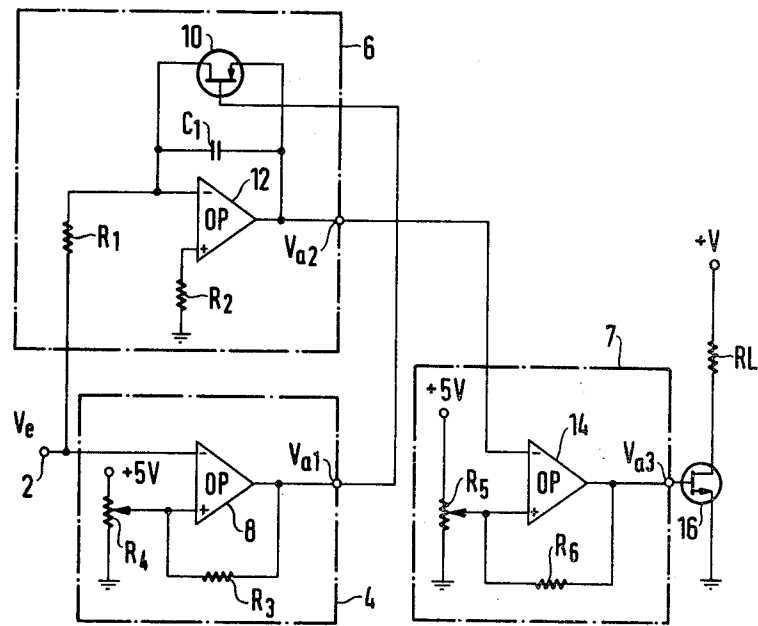 10
6
C1
12
−
OP
+
R1
Va2
R2
+V
RL
7
+5V
14
−
OP
+
Va3
R5
R6
16
Ve
2
+5V
−
OP
+
Va1
8
R4
R3
4